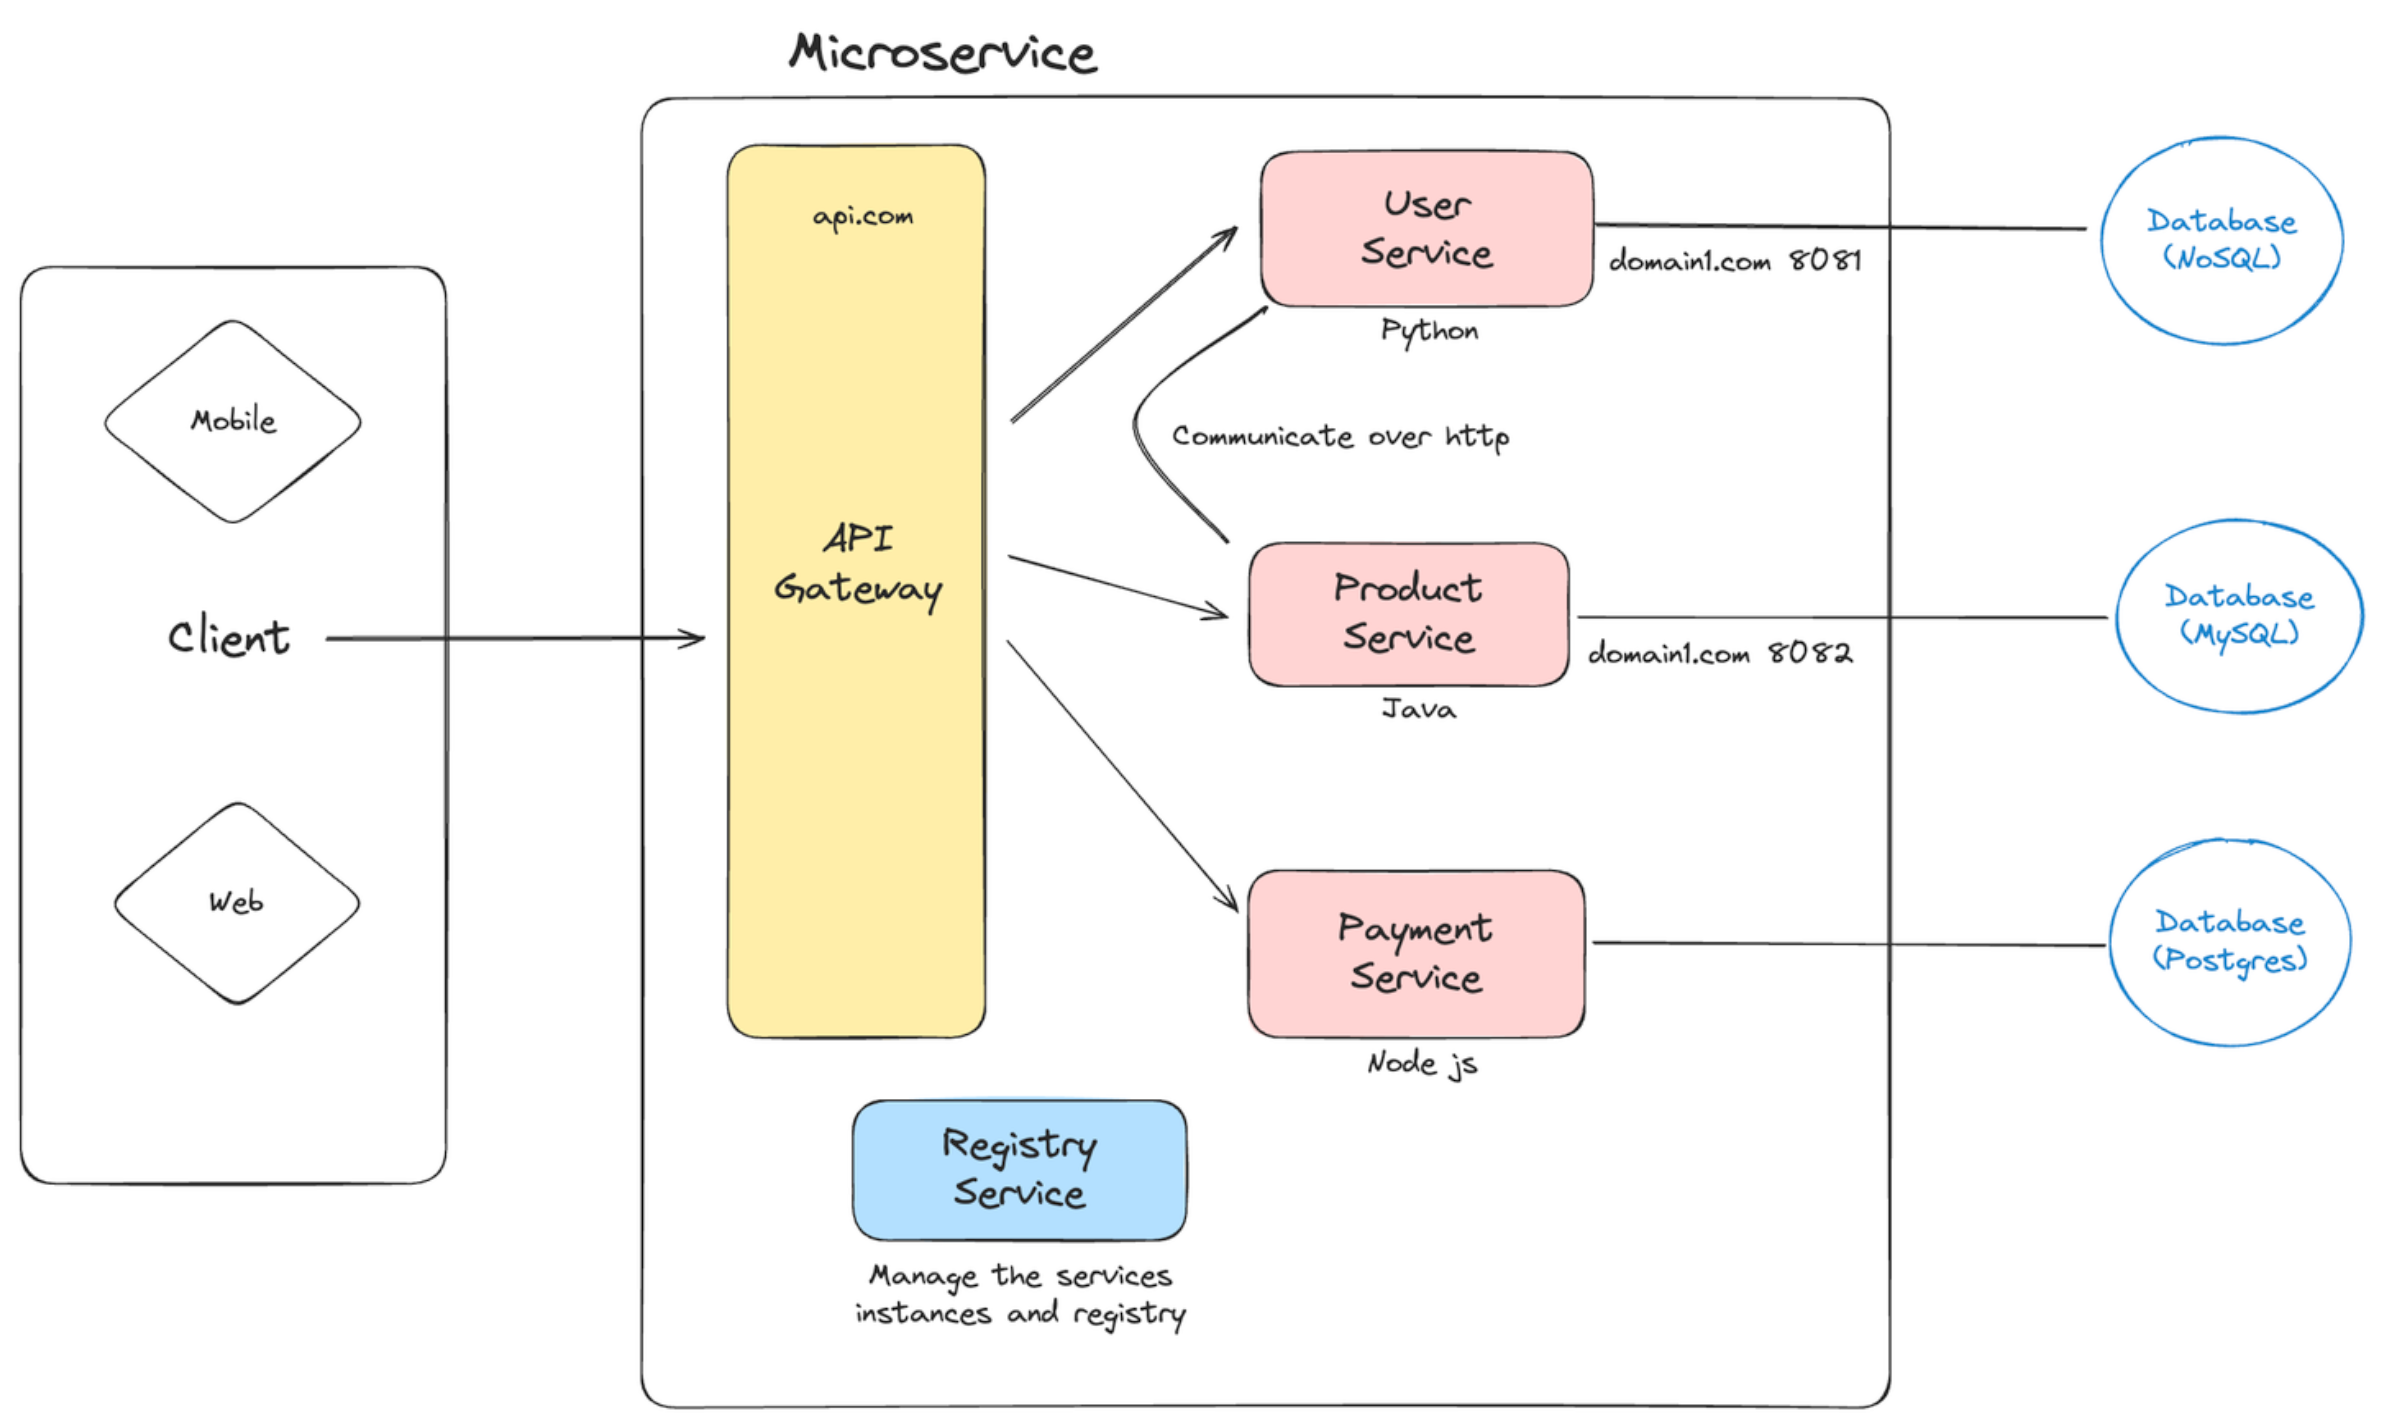 Microservice
Mobile
Client
Web
api.com
API
Gateway
User
Service
Python
domain1.com 8081
Communicate over http
Product
Service
Java
domain1.com 8082
Payment
Service
Node js
Registry
Service
Manage the services
instances and registry
Database
(NoSQL)
Database
(MySQL)
Database
(Postgres)